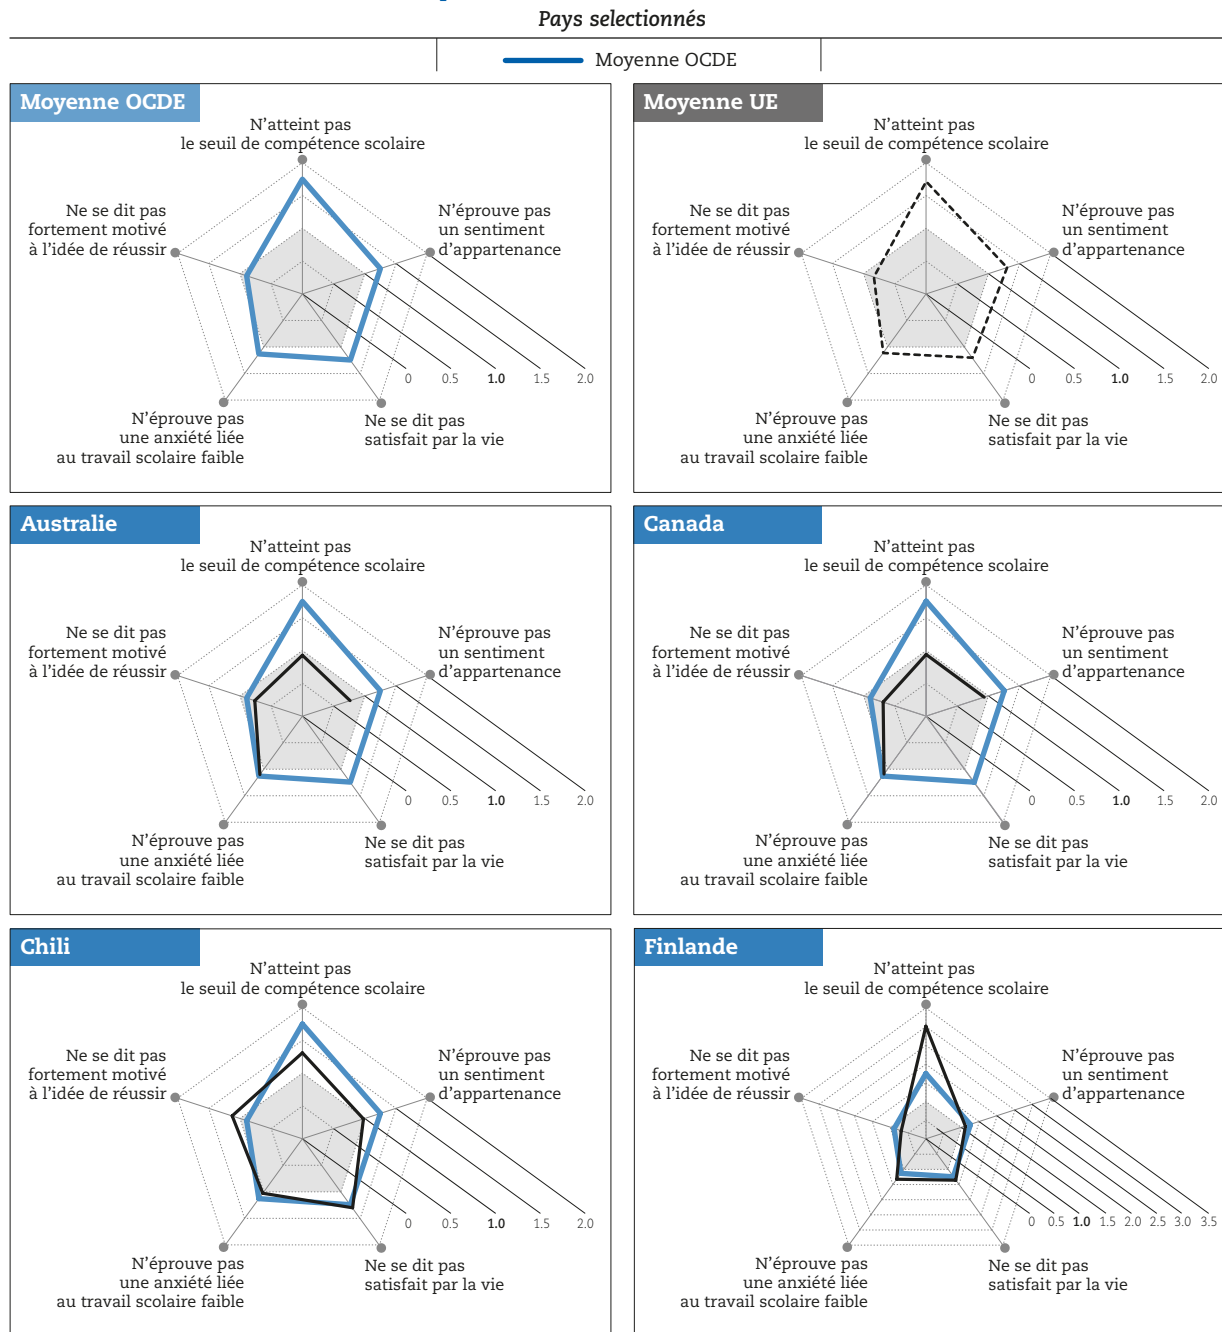 Pays selectionnés
Moyenne OCDE
Moyenne OCDE
N'atteint pas
le seuil de compétence scolaire
Ne se dit pas
fortement motivé
à l'idée de réussir
N'éprouve pas
un sentiment
d'appartenance
0 0.5 1.0 1.5 2.0
N'éprouve pas
une anxiété liée
au travail scolaire faible
Ne se dit pas
satisfait par la vie
Moyenne UE
N'atteint pas
le seuil de compétence scolaire
Ne se dit pas
fortement motivé
à l'idée de réussir
N'éprouve pas
un sentiment
d'appartenance
0 0.5 1.0 1.5 2.0
N'éprouve pas
une anxiété liée
au travail scolaire faible
Ne se dit pas
satisfait par la vie
Australie
N'atteint pas
le seuil de compétence scolaire
Ne se dit pas
fortement motivé
à l'idée de réussir
N'éprouve pas
un sentiment
d'appartenance
0 0.5 1.0 1.5 2.0
N'éprouve pas
une anxiété liée
au travail scolaire faible
Ne se dit pas
satisfait par la vie
Canada
N'atteint pas
le seuil de compétence scolaire
Ne se dit pas
fortement motivé
à l'idée de réussir
N'éprouve pas
un sentiment
d'appartenance
0 0.5 1.0 1.5 2.0
N'éprouve pas
une anxiété liée
au travail scolaire faible
Ne se dit pas
satisfait par la vie
Chili
N'atteint pas
le seuil de compétence scolaire
Ne se dit pas
fortement motivé
à l'idée de réussir
N'éprouve pas
un sentiment
d'appartenance
0 0.5 1.0 1.5 2.0
N'éprouve pas
une anxiété liée
au travail scolaire faible
Ne se dit pas
satisfait par la vie
Finlande
N'atteint pas
le seuil de compétence scolaire
Ne se dit pas
fortement motivé
à l'idée de réussir
N'éprouve pas
un sentiment
d'appartenance
0 0.5 1.0 1.5 2.0 2.5 3.0 3.5
N'éprouve pas
une anxiété liée
au travail scolaire faible
Ne se dit pas
satisfait par la vie